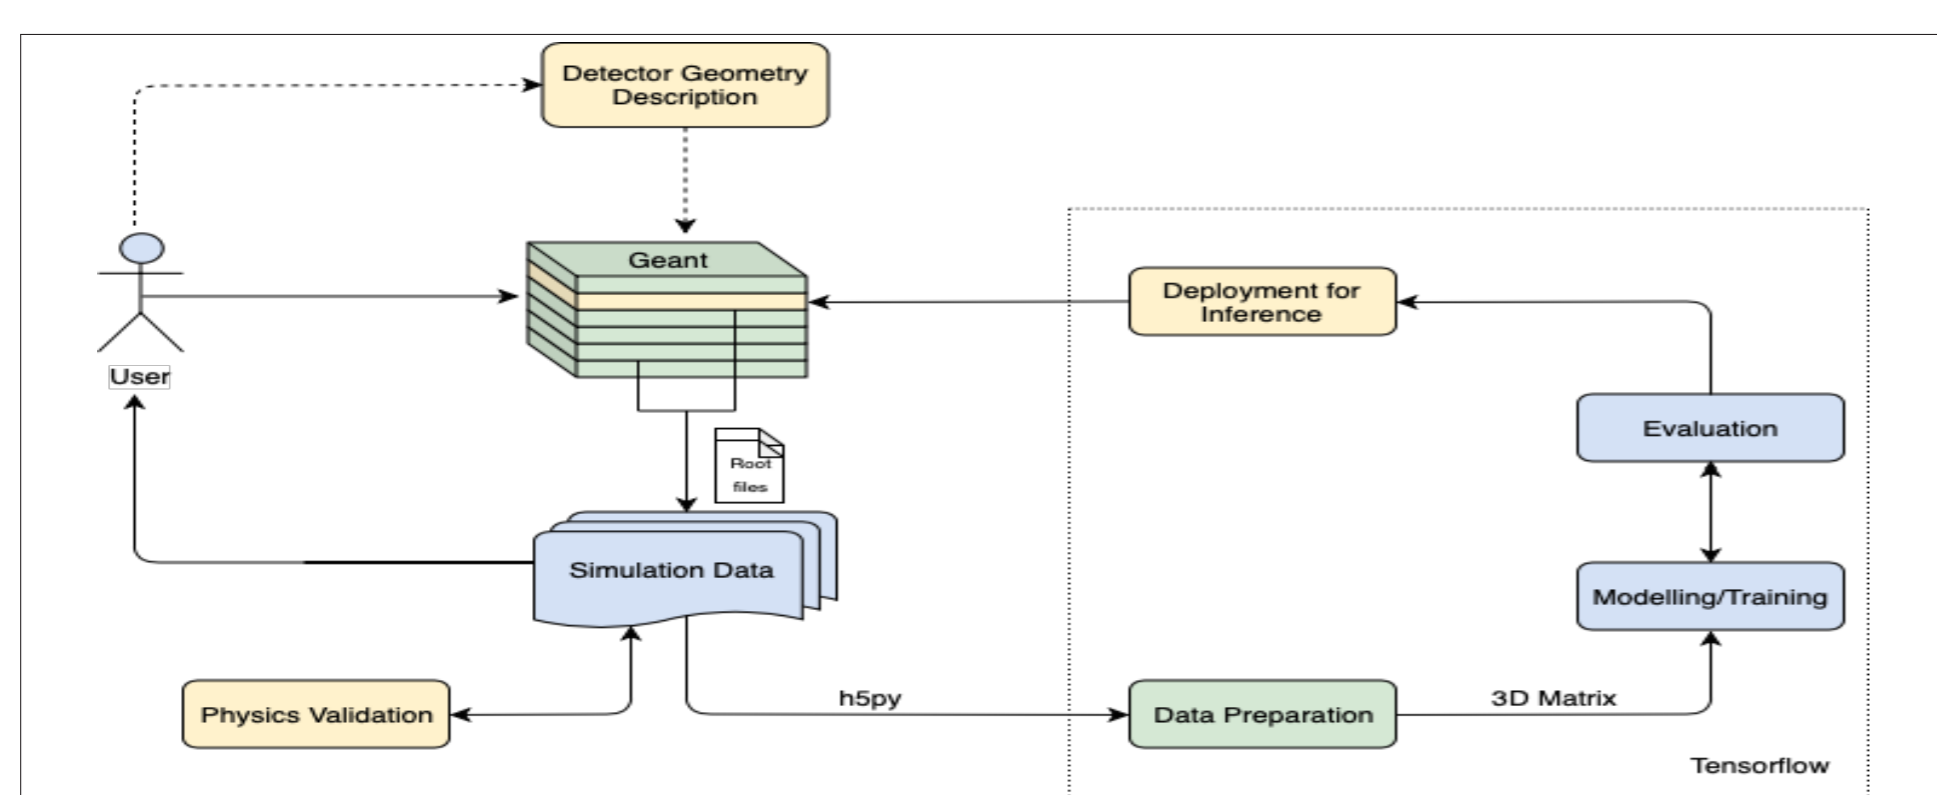 Detector Geometry
Description
Geant
Deployment for
Inference
User
Evaluation
Root
files
Simulation Data
Modelling/Training
Physics Validation
h5py
Data Preparation
3D Matrix
Tensorflow